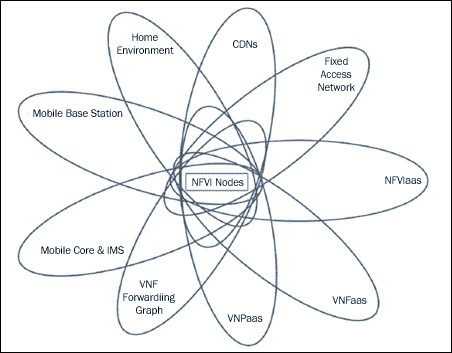 Home
Environment
CDNs
Fixed
Access
Network
Mobile Base Station
NFVI Nodes
NFVIaas
Mobile Core & IMS
VNF
Forwardiing
Graph
VNPaas
VNFaas